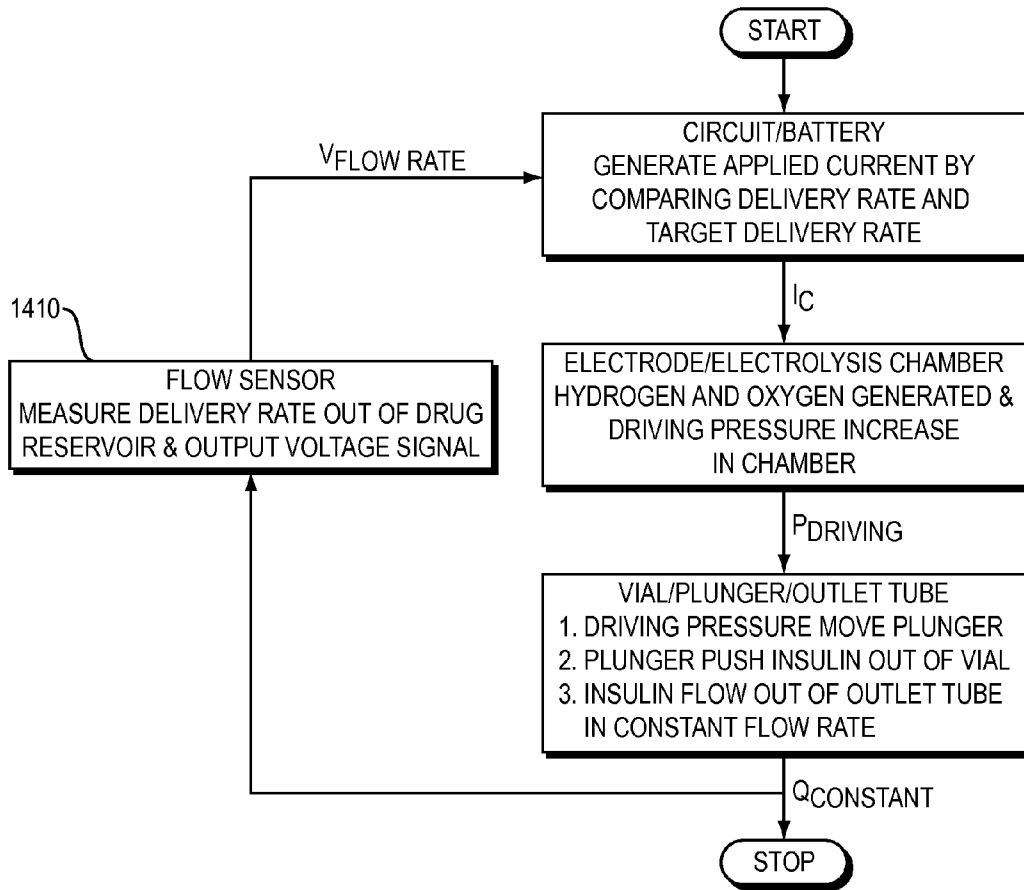 START
CIRCUIT/BATTERY
GENERATE APPLIED CURRENT BY
COMPARING DELIVERY RATE AND
TARGET DELIVERY RATE
VFLOW RATE
IC
1410
FLOW SENSOR
MEASURE DELIVERY RATE OUT OF DRUG
RESERVOIR & OUTPUT VOLTAGE SIGNAL
ELECTRODE/ELECTROLYSIS CHAMBER
HYDROGEN AND OXYGEN GENERATED &
DRIVING PRESSURE INCREASE
IN CHAMBER
PDRIVING
VIAL/PLUNGER/OUTLET TUBE
1. DRIVING PRESSURE MOVE PLUNGER
2. PLUNGER PUSH INSULIN OUT OF VIAL
3. INSULIN FLOW OUT OF OUTLET TUBE
IN CONSTANT FLOW RATE
QCONSTANT
STOP